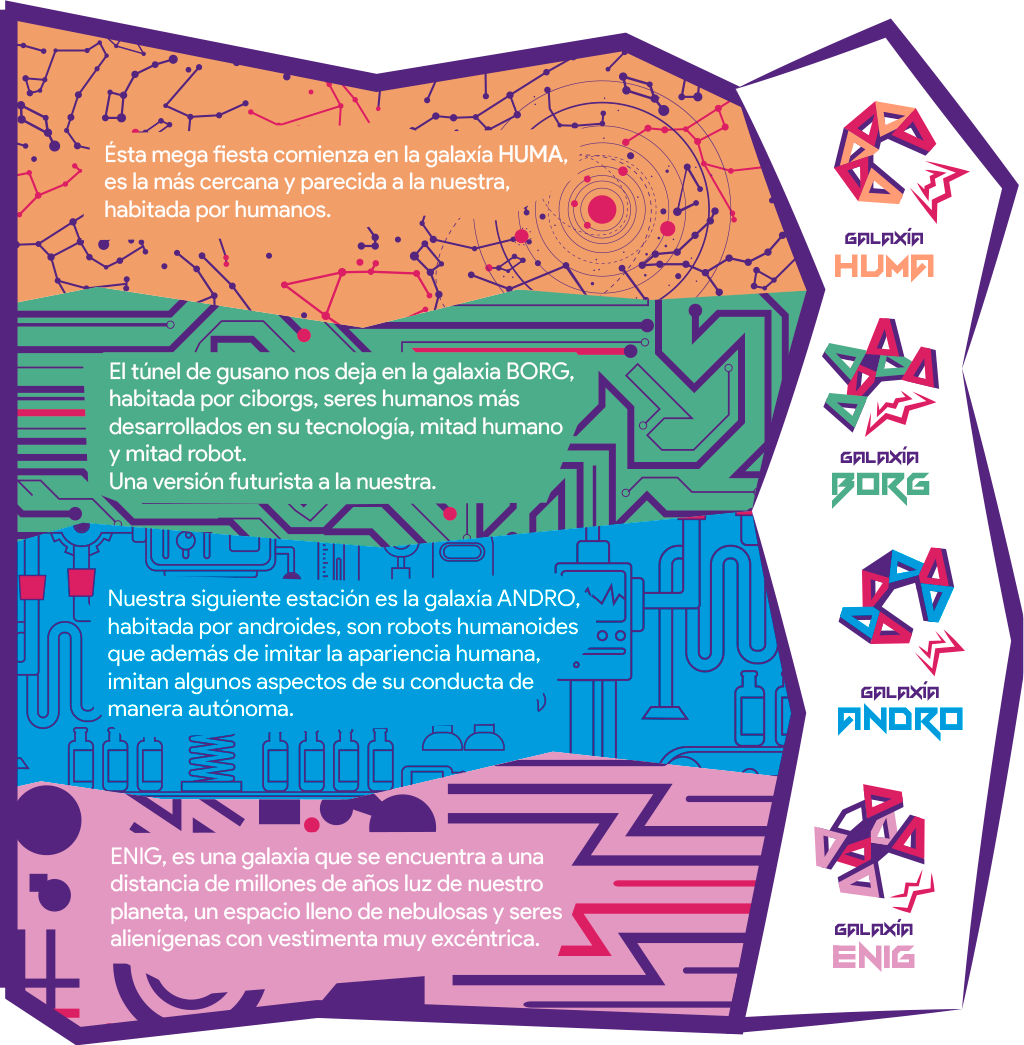 Ésta mega fiesta comienza en la galaxía HUMA,
es la más cercana y parecida a la nuestra,
habitada por humanos.
GALAXÍA
HUMA
El túnel de gusano nos deja en la galaxia BORG,
habitada por ciborgs, seres humanos más
desarrollados en su tecnología, mitad humano
y mitad robot.
Una versión futurista a la nuestra.
GALAXÍA
BORG
Nuestra siguiente estación es la galaxía ANDRO,
habitada por androides, son robots humanoides
que además de imitar la apariencia humana,
imitan algunos aspectos de su conducta de
manera autónoma.
GALAXÍA
ANDRO
ENIG, es una galaxia que se encuentra a una
distancia de millones de años luz de nuestro
planeta, un espacio lleno de nebulosas y seres
alienígenas con vestimenta muy excéntrica.
GALAXÍA
ENIG